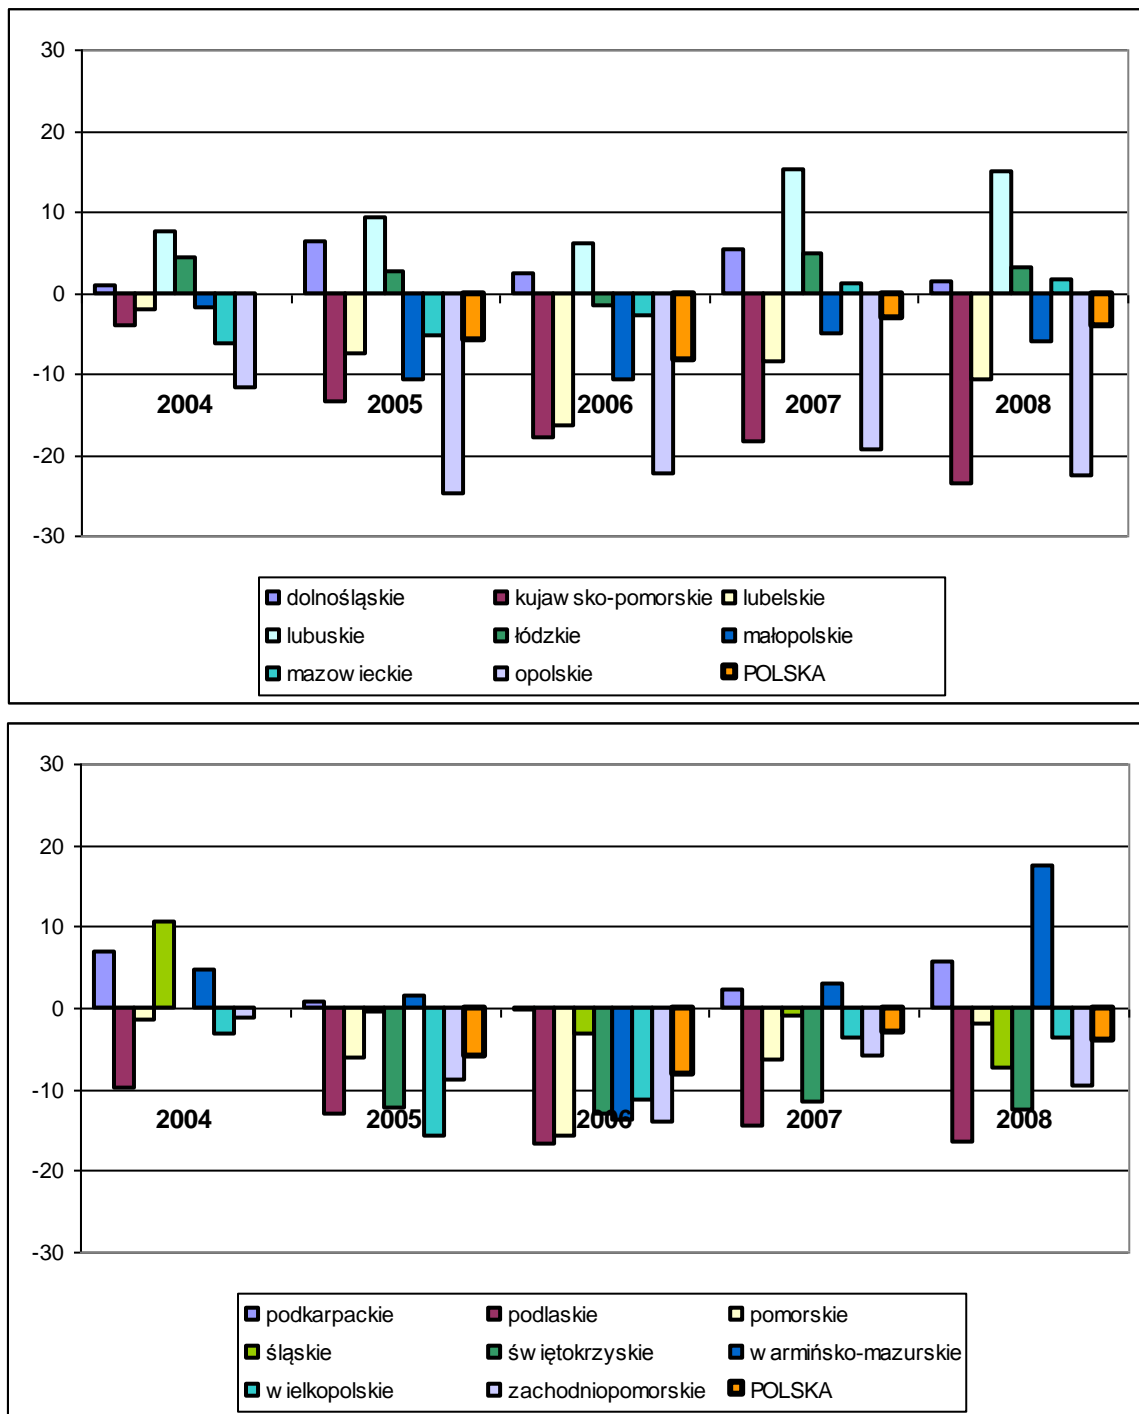 30
20
10
0
-10
2004 2005 2006 2007 2008
-20
-30
dolnośląskie kujaw sko-pomorskie lubelskie
lubuskie łódzkie małopolskie
mazow ieckie opolskie POLSKA
30
20
10
0
-10
2004 2005 2006 2007 2008
-20
-30
podkarpackie podlaskie pomorskie
śląskie św iętokrzyskie w armińsko-mazurskie
w ielkopolskie zachodniopomorskie POLSKA